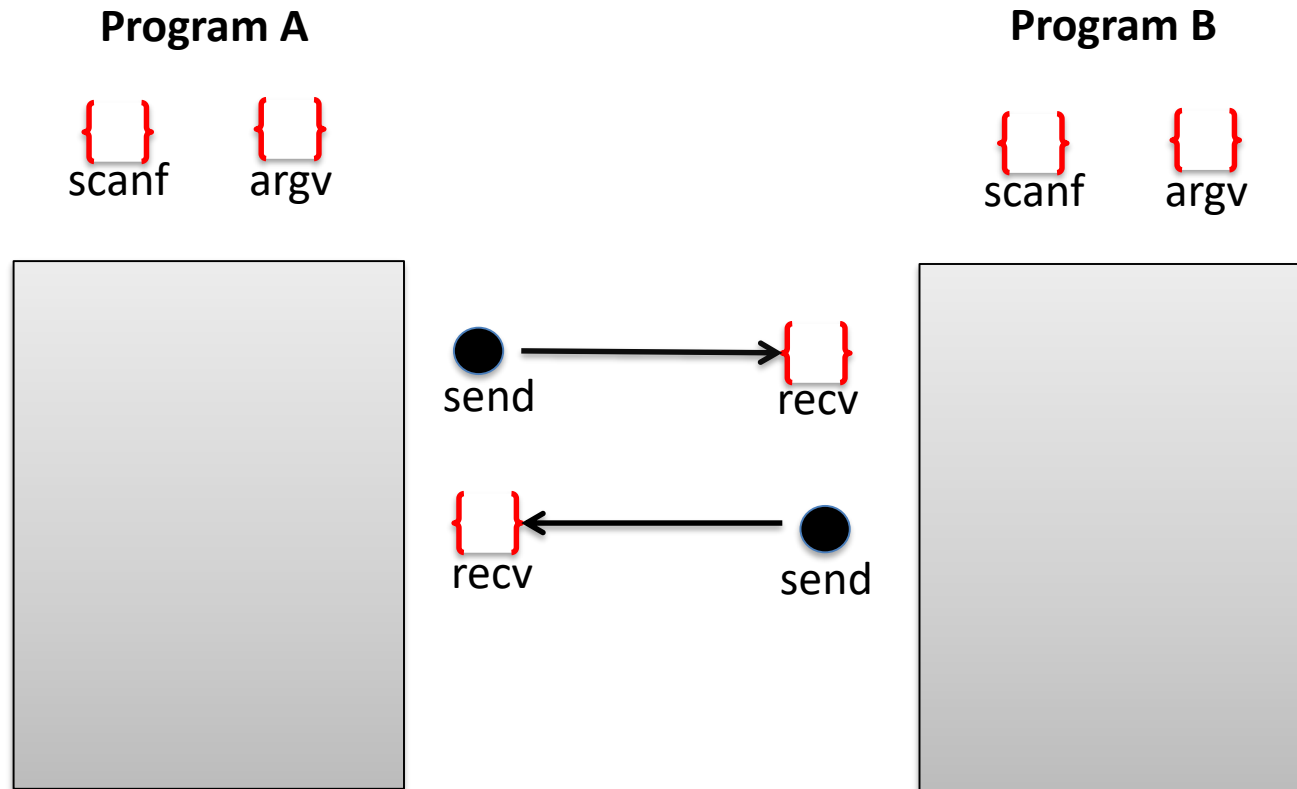 Program A
Program B
scanf
argv
scanf
argv
send
recv
recv
send